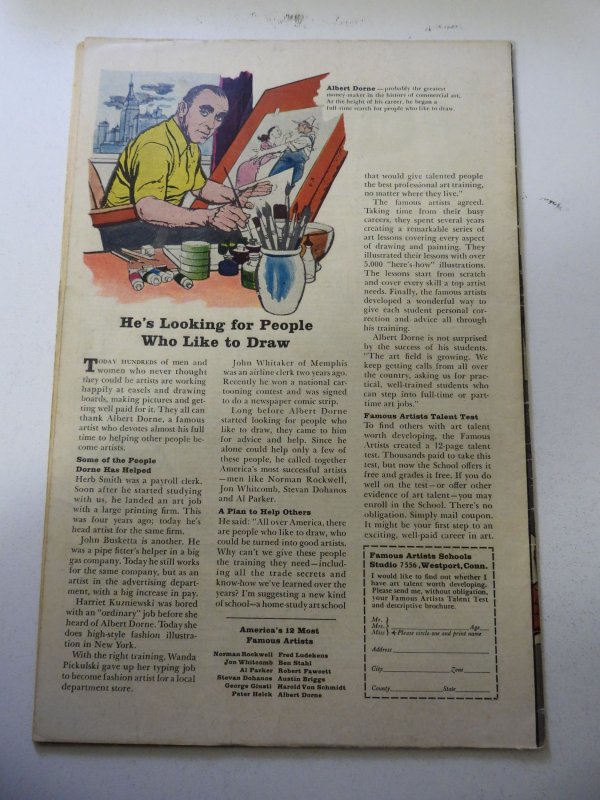 Albert Dorne—probably the greatest
money-maker in the history of commercial art.
At the height of his career, he began a
full-time search for people who like to draw.
He's Looking for People
Who Like to Draw
TODAY HUNDREDS of men and
women who never thought
they could be artists are working
happily at easels and drawing
boards, making pictures and get-
ting well paid for it. They all can
thank Albert Dorne, a famous
artist who devotes almost his full
time to helping other people be-
come artists.
Some of the People
Dorne Has Helped
Herb Smith was a payroll clerk.
Soon after he started studying
with us, he landed an art job
with a large printing firm. This
was four years ago; today he's
head artist for the same firm.
John Busketta is another. He
was a pipe fitter's helper in a big
gas company. Today he still works
for the same company, but as an
artist in the advertising depart-
ment, with a big increase in pay.
Harriet Kuzniewski was bored
with an "ordinary" job before she
heard of Albert Dorne. Today she
does high-style fashion illustra-
tion in New York.
With the right training, Wanda
Pickulski gave up her typing job
to become fashion artist for a local
department store.
John Whitaker of Memphis
was an airline clerk two years ago.
Recently he won a national car-
tooning contest and was signed
to do a newspaper comic strip.
Long before Albert Dorne
started looking for people who
like to draw, they came to him
for advice and help. Since he
alone could help only a few of
these people, he called together
America's most successful artists
—men like Norman Rockwell,
Jon Whitcomb, Stevan Dohanos
and Al Parker.
A Plan to Help Others
He said: "All over America, there
are people who like to draw, who
could be turned into good artists.
Why can't we give these people
the training they need—includ-
ing all the trade secrets and
know-how we've learned over the
years? I'm suggesting a new kind
of school—a home-study art school
America's 12 Most
Famous Artists
Norman Rockwell Fred Ludekens
Jon Whitcomb Ben Stahl
Al Parker Robert Fawcett
Stevan Dohanos Austin Briggs
George Giusti Harold Von Schmidt
Peter Helck Albert Dorne
that would give talented people
the best professional art training,
no matter where they live."
The famous artists agreed.
Taking time from their busy
careers, they spent several years
creating a remarkable series of
art lessons covering every aspect
of drawing and painting. They
illustrated their lessons with over
5,000 "here's-how" illustrations.
The lessons start from scratch
and cover every skill a top artist
needs. Finally, the famous artists
developed a wonderful way to
give each student personal cor-
rection and advice all through
his training.
Albert Dorne is not surprised
by the success of his students.
"The art field is growing. We
keep getting calls from all over
the country, asking us for prac-
tical, well-trained students who
can step into full-time or part-
time art jobs."
Famous Artists Talent Test
To find others with art talent
worth developing, the Famous
Artists created a 12-page talent
test. Thousands paid to take this
test, but now the School offers it
free and grades it free. If you do
well on the test—or offer other
evidence of art talent—you may
enroll in the School. There's no
obligation. Simply mail coupon.
It might be your first step to an
exciting, well-paid career in art.
Famous Artists Schools
Studio 7556, Westport, Conn.
I would like to find out whether I
have art talent worth developing.
Please send me, without obligation,
your Famous Artists Talent Test
and descriptive brochure.
Mr.
Mrs. Age
Miss Please circle one and print name
Address
City Zone
County State